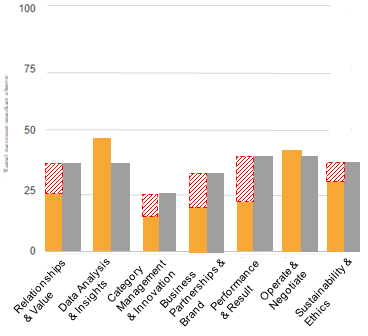 100
75
50
25
0
Relationships
& Value
Data Analysis
& Insights
Category
Management
& Innovation
Business
Partnerships &
Brand
Performance
& Result
Operate &
Negotiate
Sustainability &
Ethics